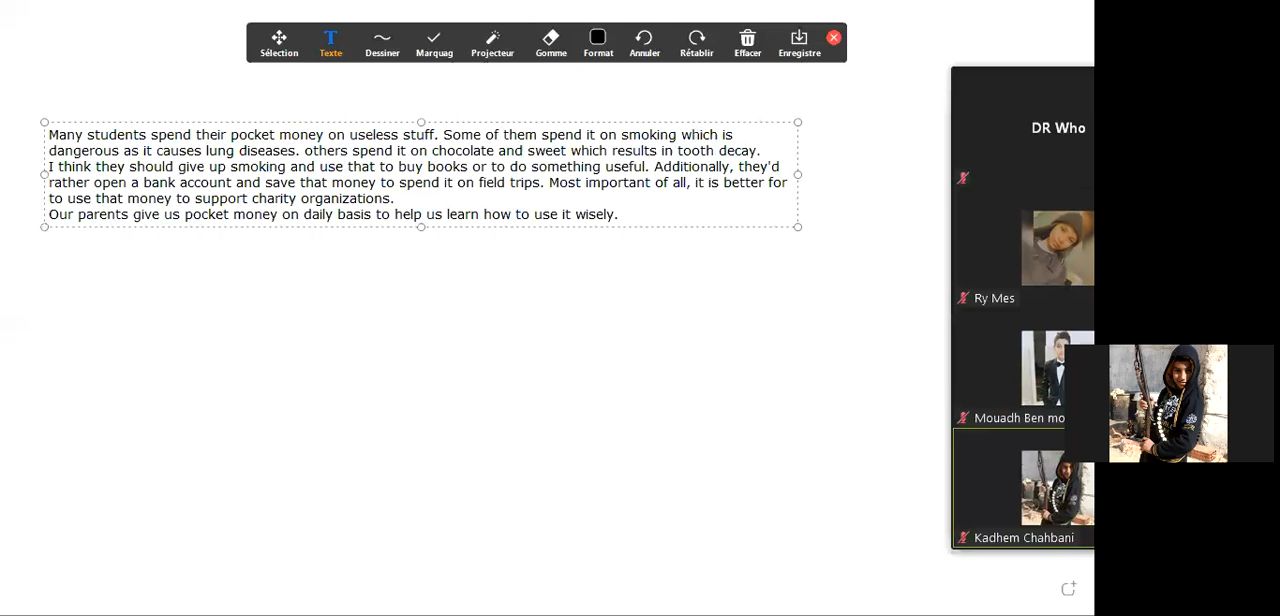 Sélection Texte Dessiner Marquag Projecteur Gomme Format Annuler Rétablir Effacer Enregistre
Many students spend their pocket money on useless stuff. Some of them spend it on smoking which is
dangerous as it causes lung diseases. others spend it on chocolate and sweet which results in tooth decay.
I think they should give up smoking and use that to buy books or to do something useful. Additionally, they'd
rather open a bank account and save that money to spend it on field trips. Most important of all, it is better for
to use that money to support charity organizations.
Our parents give us pocket money on daily basis to help us learn how to use it wisely.
DR Who
Ry Mes
Mouadh Ben mo
Kadhem Chahbani